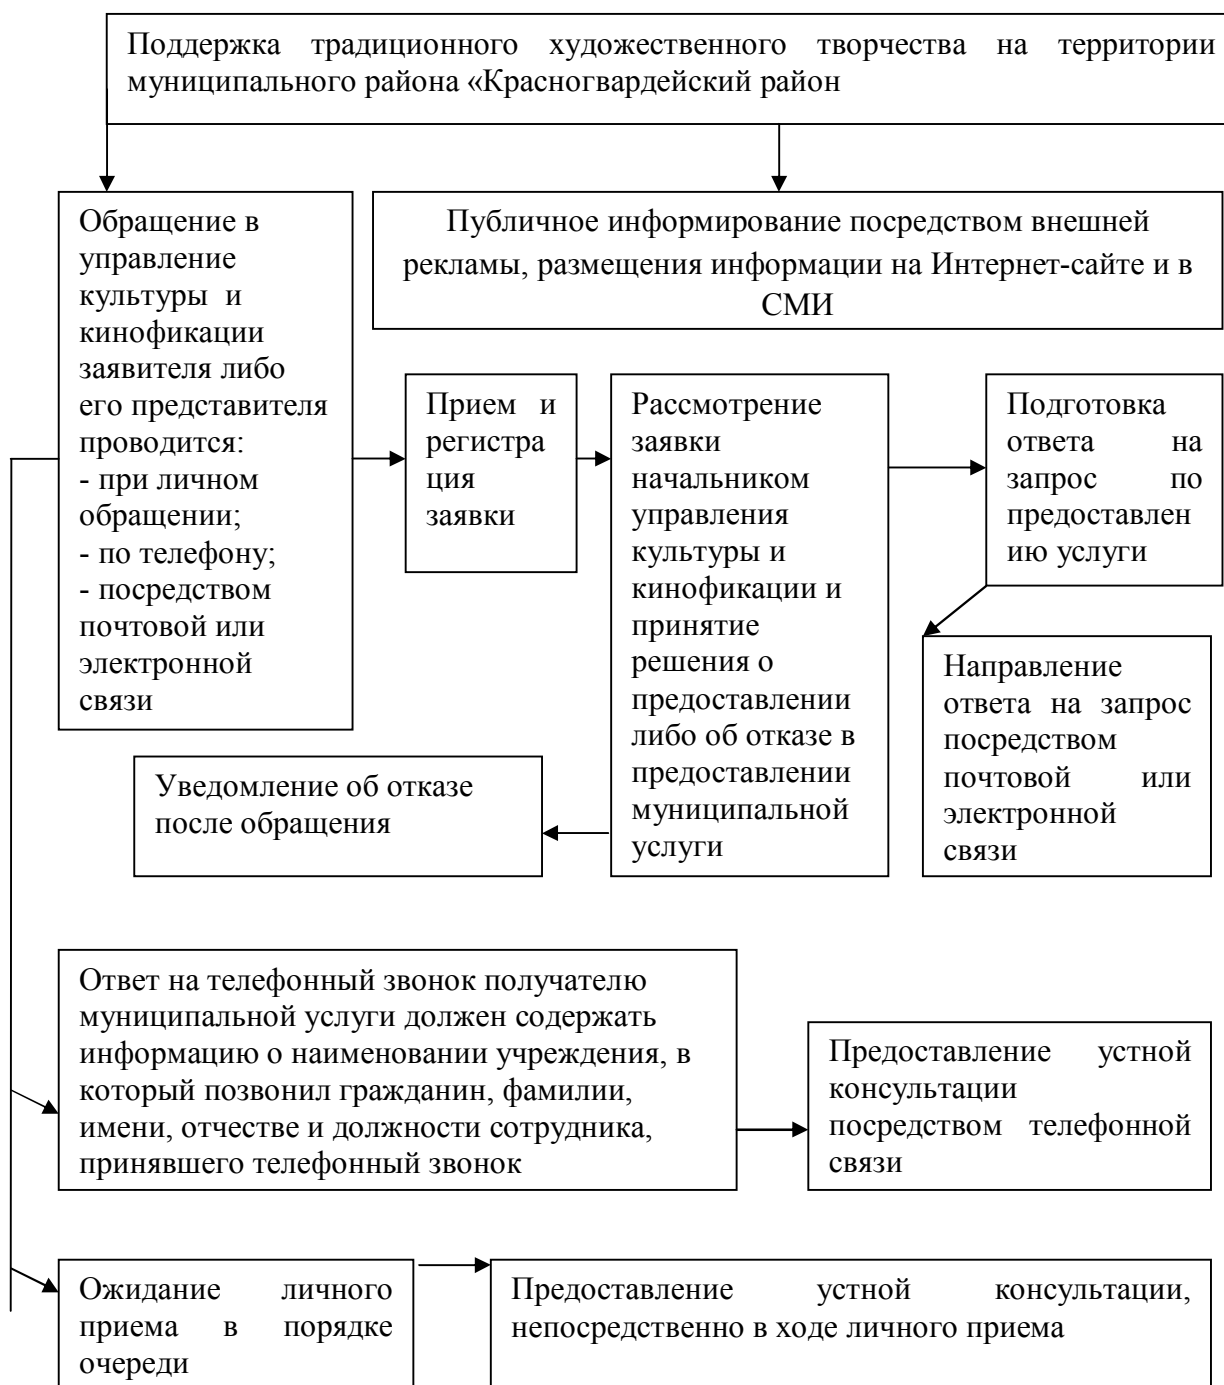 Поддержка традиционного художественного творчества на территории
муниципального района «Красногвардейский район
Обращение в
управление
культуры и
кинофикации
заявителя либо
его представителя
проводится:
- при личном
обращении;
- по телефону;
- посредством
почтовой или
электронной
связи
Публичное информирование посредством внешней
рекламы, размещения информации на Интернет-сайте и в
СМИ
Прием и
регистра
ция
заявки
Рассмотрение
заявки
начальником
управления
культуры и
кинофикации и
принятие
решения о
предоставлении
либо об отказе в
предоставлении
муниципальной
услуги
Подготовка
ответа на
запрос по
предоставлен
ию услуги
Направление
ответа на запрос
посредством
почтовой или
электронной
связи
Уведомление об отказе
после обращения
Ответ на телефонный звонок получателю
муниципальной услуги должен содержать
информацию о наименовании учреждения, в
который позвонил гражданин, фамилии,
имени, отчестве и должности сотрудника,
принявшего телефонный звонок
Предоставление устной
консультации
посредством телефонной
связи
Ожидание личного
приема в порядке
очереди
Предоставление устной консультации,
непосредственно в ходе личного приема